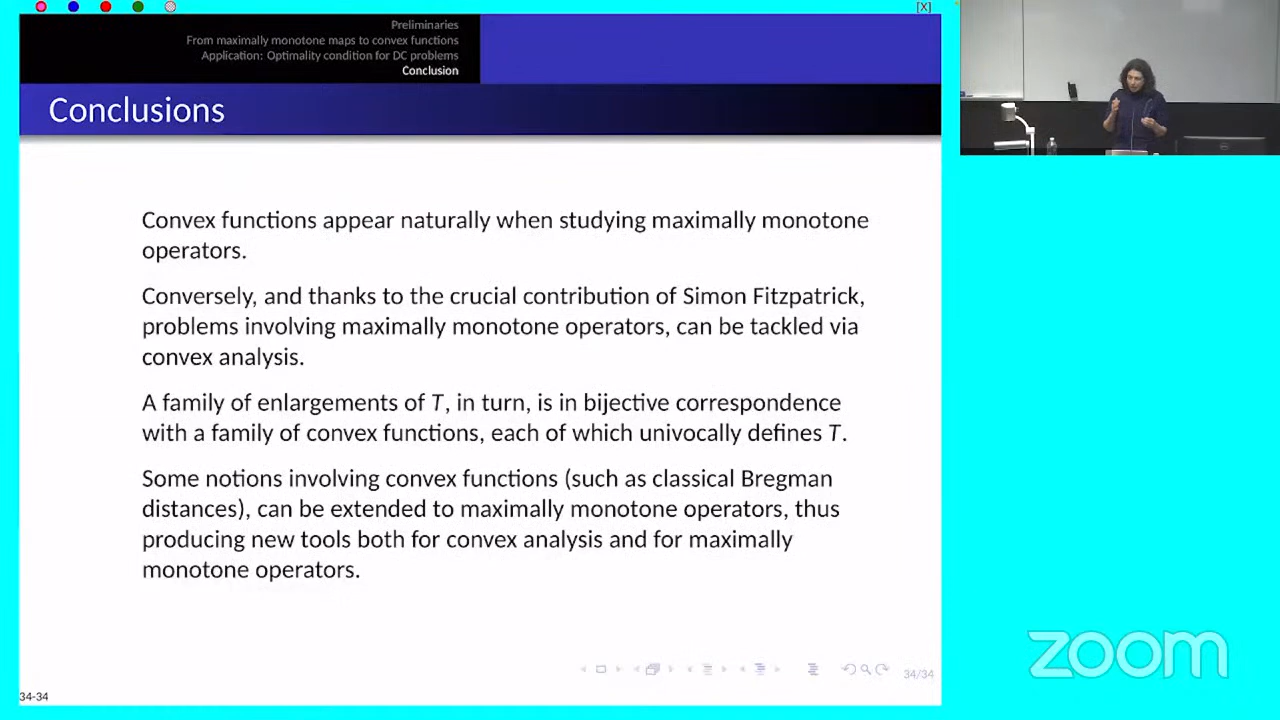 [X]
Preliminaries
From maximally monotone maps to convex functions
Application: Optimality condition for DC problems
Conclusion
Conclusions
Convex functions appear naturally when studying maximally monotone
operators.
Conversely, and thanks to the crucial contribution of Simon Fitzpatrick,
problems involving maximally monotone operators, can be tackled via
convex analysis.
A family of enlargements of T, in turn, is in bijective correspondence
with a family of convex functions, each of which univocally defines T.
Some notions involving convex functions (such as classical Bregman
distances), can be extended to maximally monotone operators, thus
producing new tools both for convex analysis and for maximally
monotone operators.
34/34
34-34
zoom